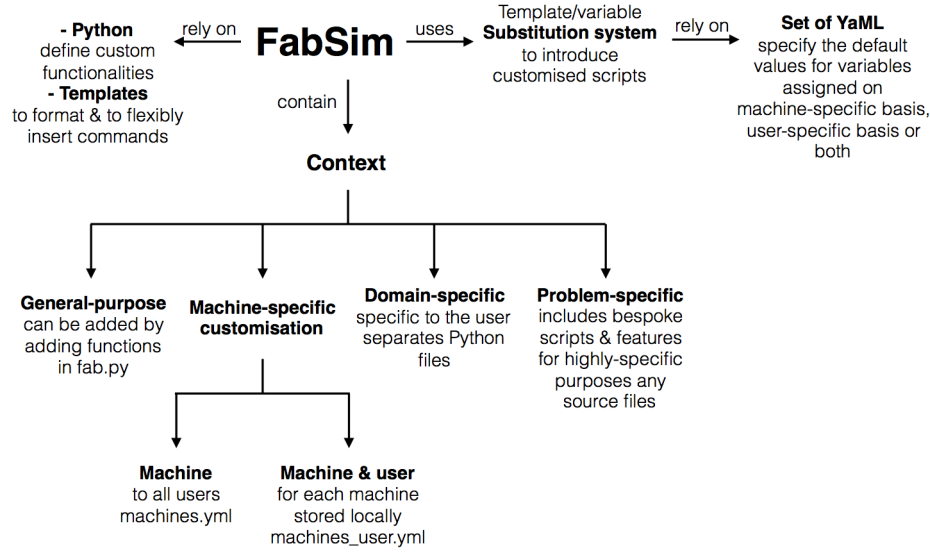 - Python
define custom
functionalities
- Templates
to format & to flexibly
insert commands
rely on
FabSim
uses
Template/variable
Substitution system
to introduce
customised scripts
rely on
Set of YaML
specify the default
values for variables
assigned on
machine-specific basis,
user-specific basis or
both
contain
Context
General-purpose
can be added by
adding functions
in fab.py
Machine-specific
customisation
Domain-specific
specific to the user
separates Python
files
Problem-specific
includes bespoke
scripts & features
for highly-specific
purposes any
source files
Machine
to all users
machines.yml
Machine & user
for each machine
stored locally
machines_user.yml